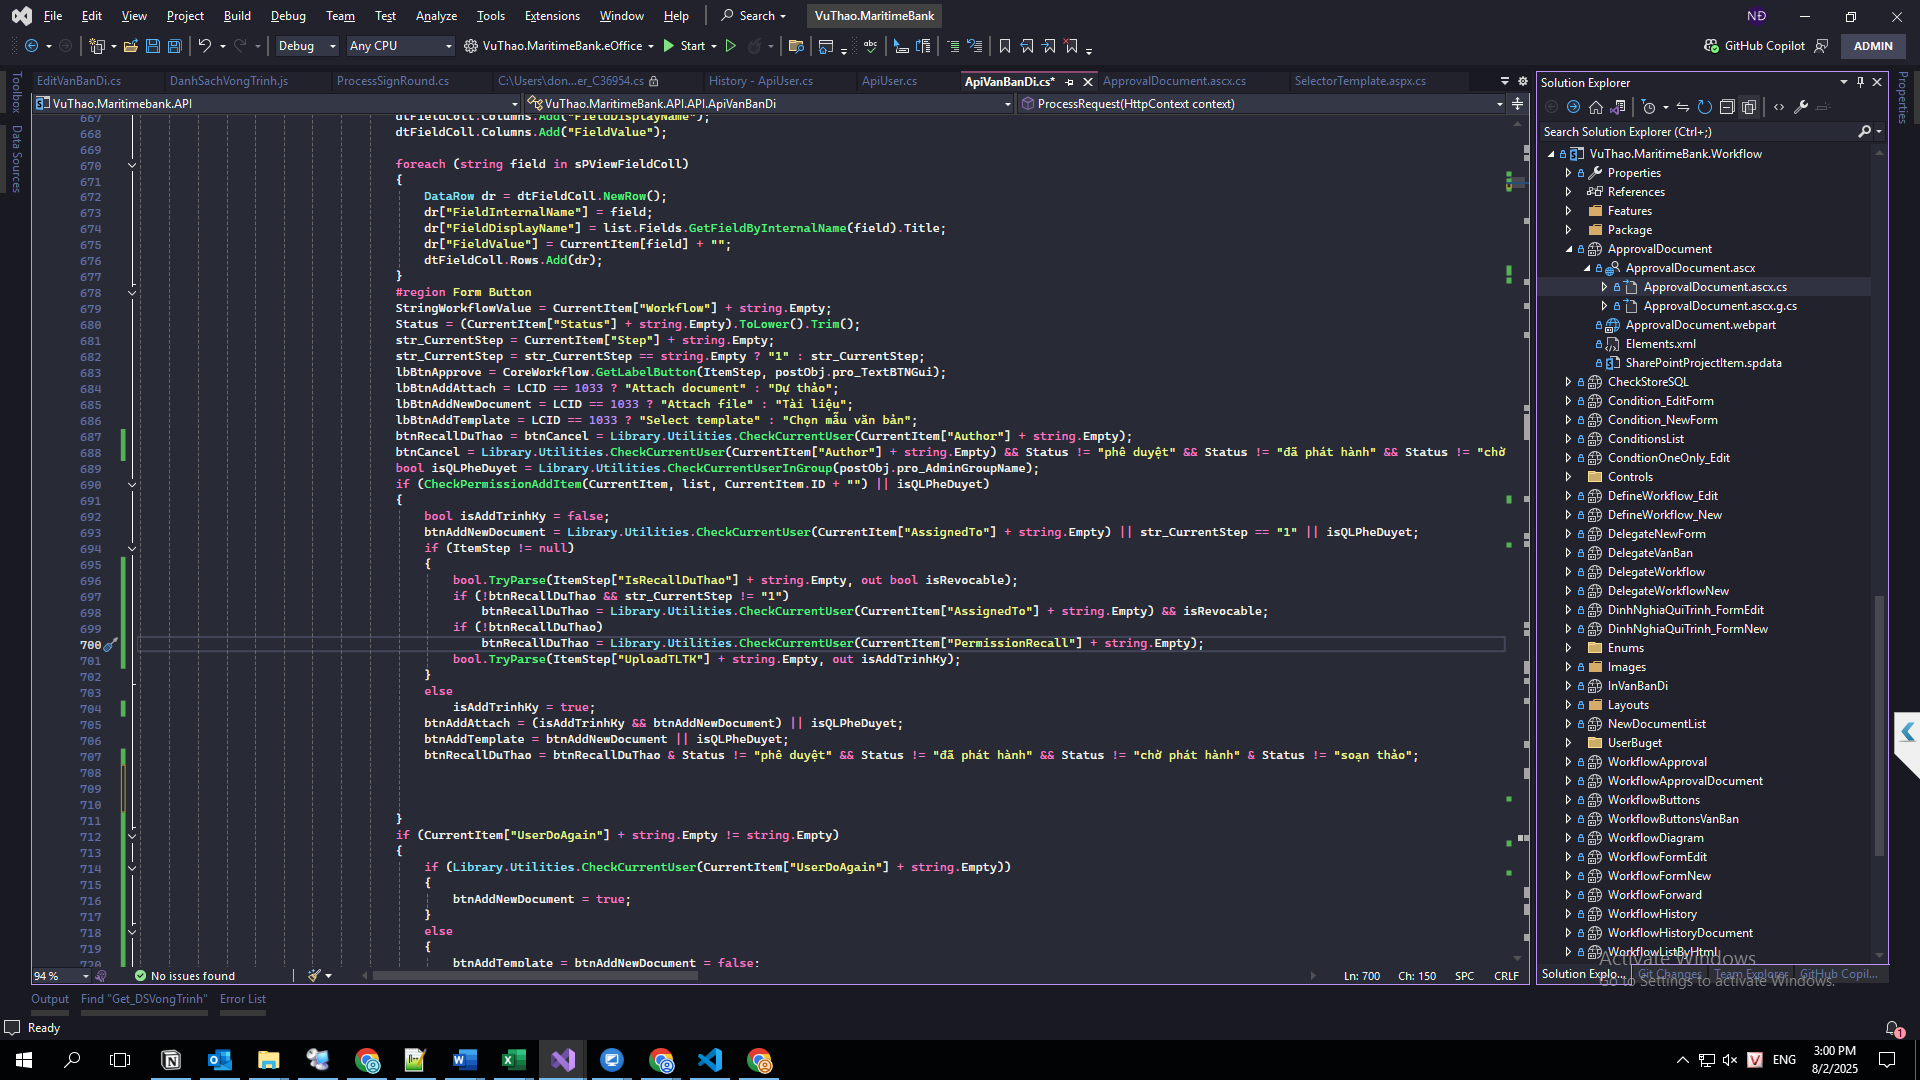 File Edit View Project Build Debug Team Test Analyze Tools Extensions Window Help Search VuThao.MaritimeBank NĐ
Debug Any CPU VuThao.MaritimeBank.eOffice Start GitHub Copilot ADMIN
EditVanBanDi.cs DanhSachVongTrinh.js ProcessSignRound.cs C:\Users\don...er_C36954.cs History - ApiUser.cs ApiUser.cs ApiVanBanDi.cs* ApprovalDocument.ascx.cs SelectorTemplate.aspx.cs
VuThao.Maritimebank.API VuThao.MaritimeBank.API.API.ApiVanBanDi ProcessRequest(HttpContext context)
Toolbox
Data Sources
667 dtFieldColl.Columns.Add("FieldDisplayName");
668 dtFieldColl.Columns.Add("FieldValue");
669
670 foreach (string field in sPViewFieldColl)
671 {
672 DataRow dr = dtFieldColl.NewRow();
673 dr["FieldInternalName"] = field;
674 dr["FieldDisplayName"] = list.Fields.GetFieldByInternalName(field).Title;
675 dr["FieldValue"] = CurrentItem[field] + "";
676 dtFieldColl.Rows.Add(dr);
677 }
678 #region Form Button
679 StringWorkflowValue = CurrentItem["Workflow"] + string.Empty;
680 Status = (CurrentItem["Status"] + string.Empty).ToLower().Trim();
681 str_CurrentStep = CurrentItem["Step"] + string.Empty;
682 str_CurrentStep = str_CurrentStep == string.Empty ? "1" : str_CurrentStep;
683 lbBtnApprove = CoreWorkflow.GetLabelButton(ItemStep, postObj.pro_TextBTNGui);
684 lbBtnAddAttach = LCID == 1033 ? "Attach document" : "Dự thảo";
685 lbBtnAddNewDocument = LCID == 1033 ? "Attach file" : "Tài liệu";
686 lbBtnAddTemplate = LCID == 1033 ? "Select template" : "Chọn mẫu văn bản";
687 btnRecallDuThao = btnCancel = Library.Utilities.CheckCurrentUser(CurrentItem["Author"] + string.Empty);
688 btnCancel = Library.Utilities.CheckCurrentUser(CurrentItem["Author"] + string.Empty) && Status != "phê duyệt" && Status != "đã phát hành" && Status != "chờ
689 bool isQLPheDuyet = Library.Utilities.CheckCurrentUserInGroup(postObj.pro_AdminGroupName);
690 if (CheckPermissionAddItem(CurrentItem, list, CurrentItem.ID + "") || isQLPheDuyet)
691 {
692 bool isAddTrinhKy = false;
693 btnAddNewDocument = Library.Utilities.CheckCurrentUser(CurrentItem["AssignedTo"] + string.Empty) || str_CurrentStep == "1" || isQLPheDuyet;
694 if (ItemStep != null)
695 {
696 bool.TryParse(ItemStep["IsRecallDuThao"] + string.Empty, out bool isRevocable);
697 if (!btnRecallDuThao && str_CurrentStep != "1")
698 btnRecallDuThao = Library.Utilities.CheckCurrentUser(CurrentItem["AssignedTo"] + string.Empty) && isRevocable;
699 if (!btnRecallDuThao)
700 btnRecallDuThao = Library.Utilities.CheckCurrentUser(CurrentItem["PermissionRecall"] + string.Empty);
701 bool.TryParse(ItemStep["UploadTLTK"] + string.Empty, out isAddTrinhKy);
702 }
703 else
704 isAddTrinhKy = true;
705 btnAddAttach = (isAddTrinhKy && btnAddNewDocument) || isQLPheDuyet;
706 btnAddTemplate = btnAddNewDocument || isQLPheDuyet;
707 btnRecallDuThao = btnRecallDuThao & Status != "phê duyệt" && Status != "đã phát hành" && Status != "chờ phát hành" & Status != "soạn thảo";
708
709
710
711 }
712 if (CurrentItem["UserDoAgain"] + string.Empty != string.Empty)
713 {
714 if (Library.Utilities.CheckCurrentUser(CurrentItem["UserDoAgain"] + string.Empty))
715 {
716 btnAddNewDocument = true;
717 }
718 else
719 {
720 btnAddTemplate = btnAddNewDocument = false;
94 % No issues found Ln: 700 Ch: 150 SPC CRLF
Output Find "Get_DSVongTrinh" Error List
Ready
Solution Explorer
Search Solution Explorer (Ctrl+;)
VuThao.MaritimeBank.Workflow
Properties
References
Features
Package
ApprovalDocument
ApprovalDocument.ascx
ApprovalDocument.ascx.cs
ApprovalDocument.ascx.g.cs
ApprovalDocument.webpart
Elements.xml
SharePointProjectItem.spdata
CheckStoreSQL
Condition_EditForm
Condition_NewForm
ConditionsList
CondtionOneOnly_Edit
Controls
DefineWorkflow_Edit
DefineWorkflow_New
DelegateNewForm
DelegateVanBan
DelegateWorkflow
DelegateWorkflowNew
DinhNghiaQuiTrinh_FormEdit
DinhNghiaQuiTrinh_FormNew
Enums
Images
InVanBanDi
Layouts
NewDocumentList
UserBuget
WorkflowApproval
WorkflowApprovalDocument
WorkflowButtons
WorkflowButtonsVanBan
WorkflowDiagram
WorkflowFormEdit
WorkflowFormNew
WorkflowForward
WorkflowHistory
WorkflowHistoryDocument
WorkflowListByHtml
Solution Explo... Git Changes Team Explorer GitHub Copil...
Properties
Activate Windows
Go to Settings to activate Windows.
1
ENG
3:00 PM
8/2/2025